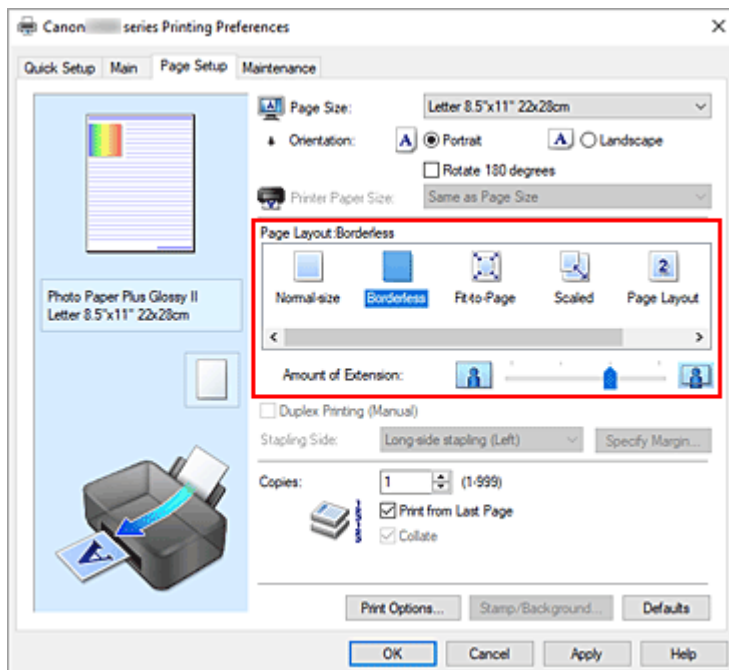 Canon series Printing Preferences
Quick Setup Main Page Setup Maintenance
Page Size: Letter 8.5"x11" 22x28cm
Orientation: A Portrait A Landscape
Rotate 180 degrees
Printer Paper Size: Same as Page Size
Page Layout:Borderless
2
Normal-size Borderless Fit-to-Page Scaled Page Layout
Photo Paper Plus Glossy II
Letter 8.5"x11" 22x28cm
Amount of Extension:
Duplex Printing (Manual)
Stapling Side: Long-side stapling (Left) Specify Margin...
Copies: 1 (1-999)
Print from Last Page
Collate
A
Print Options... Stamp/Background... Defaults
OK Cancel Apply Help